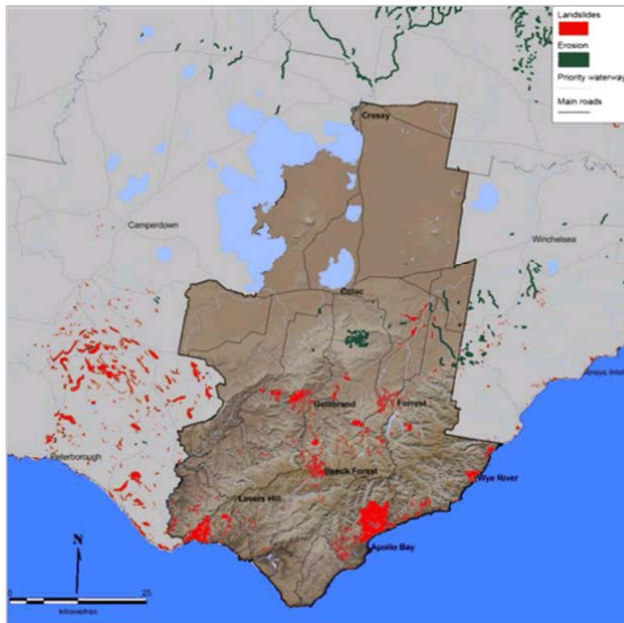 Landslides
Erosion
Priority waterway
Main roads
Cressy
Camperdown
Winchelsea
Colac
Gellibrand
Forrest
Peterborough
Beech Forest
Wye River
Lavers Hill
Apollo Bay
N
0
25
kilometres